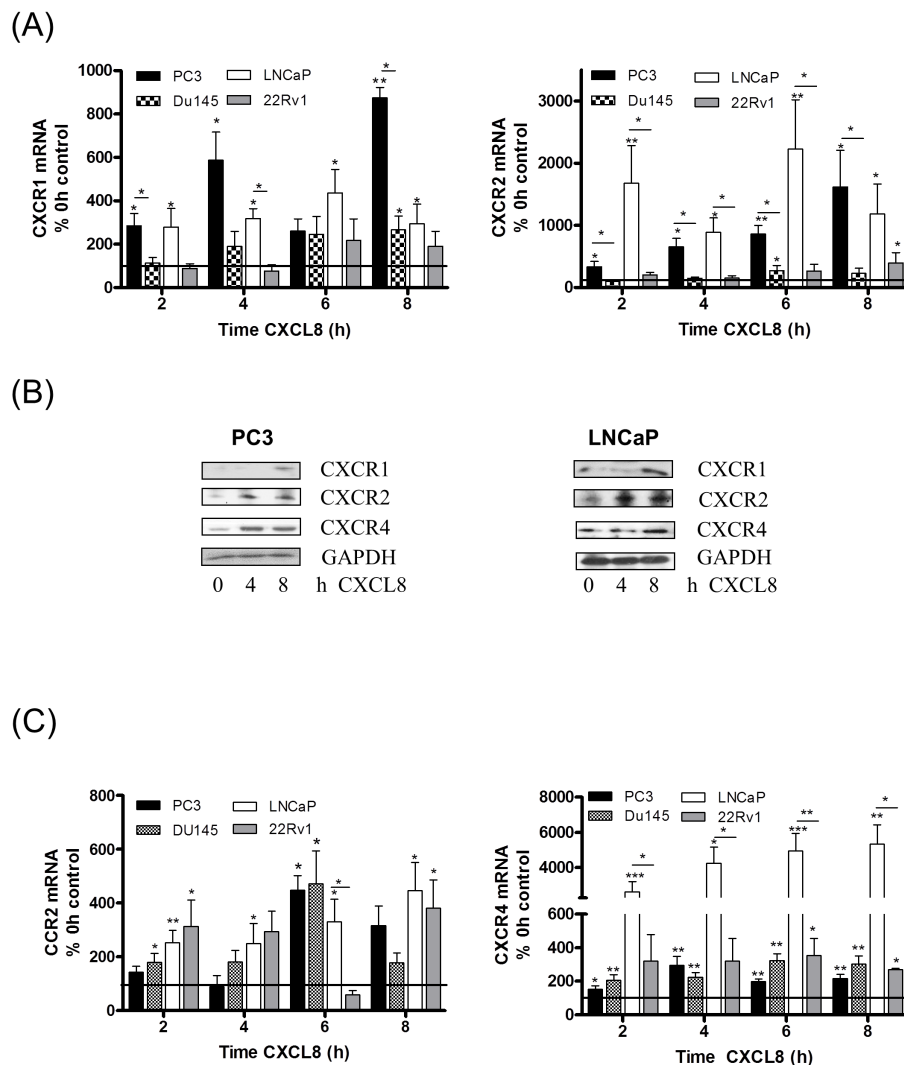 (A)
CXCR1 mRNA
% 0h control
1000
800
600
400
200
0
PC3
LNCaP
Du145
22Rv1
* * * * * * * * ** * * *
2 4 6 8
Time CXCL8 (h)
CXCR2 mRNA
% 0h control
3000
2000
1000
0
PC3
LNCaP
Du145
22Rv1
* * ** * * * * * ** * * ** * * * * *
2 4 6 8
Time CXCL8 (h)
(B)
PC3
CXCR1
CXCR2
CXCR4
GAPDH
0 4 8 h CXCL8
LNCaP
CXCR1
CXCR2
CXCR4
GAPDH
0 4 8 h CXCL8
(C)
CCR2 mRNA
% 0h control
800
600
400
200
0
PC3
LNCaP
DU145
22Rv1
* ** * * * * * * * *
2 4 6 8
Time CXCL8 (h)
CXCR4 mRNA
% 0h control
8000
6000
4000
600
400
200
0
PC3
LNCaP
Du145
22Rv1
* ** *** * ** ** * * ** ** *** ** * ** ** ** * *
2 4 6 8
Time CXCL8 (h)